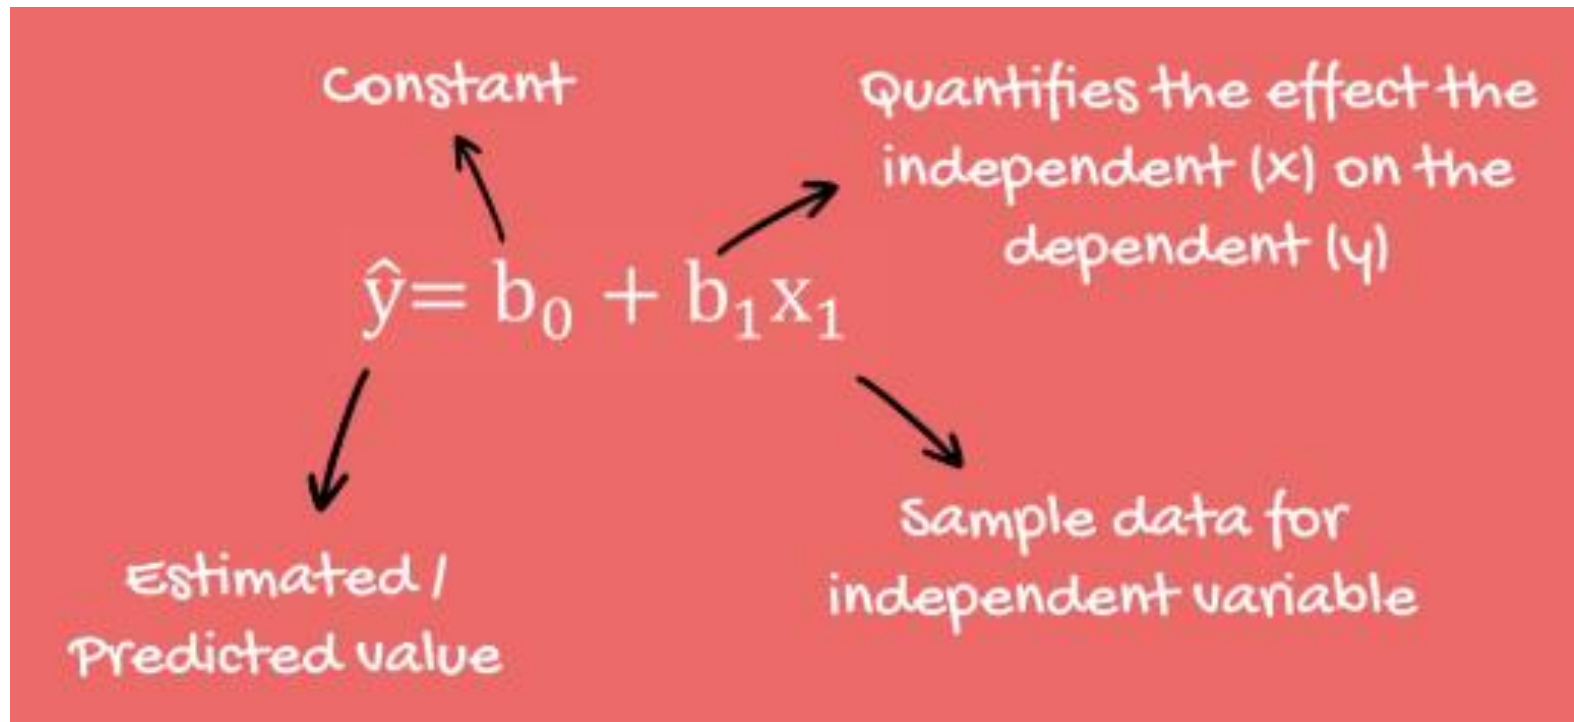 Constant
Quantifies the effect the
independent (x) on the
dependent (y)
ŷ= b₀ + b₁x₁
Estimated /
Predicted value
Sample data for
independent variable